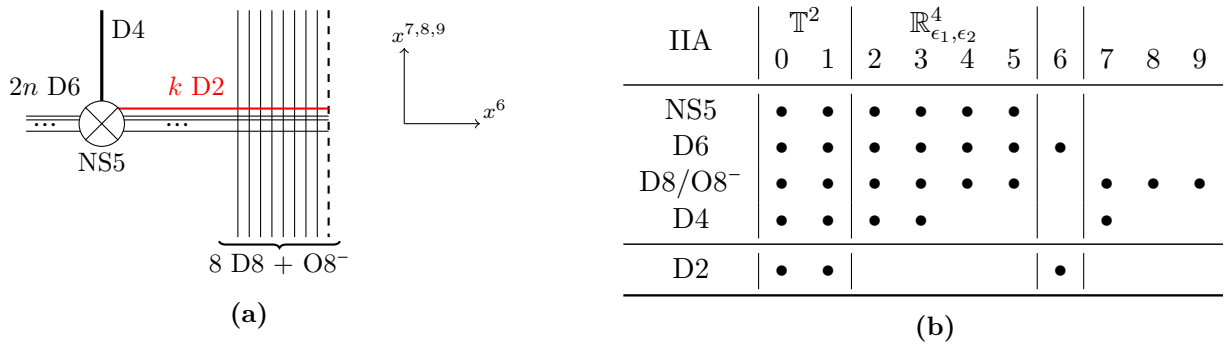 D4
x^{7,8,9}
2n D6
k D2
...
...
x^6
NS5
8 D8 + O8⁻
(a)
IIA 𝕋² ℝ⁴_{ϵ₁,ϵ₂}
0 1 2 3 4 5 6 7 8 9
NS5 • • • • • •
D6 • • • • • • •
D8/O8⁻ • • • • • • • • •
D4 • • • • •
D2 • • •
(b)